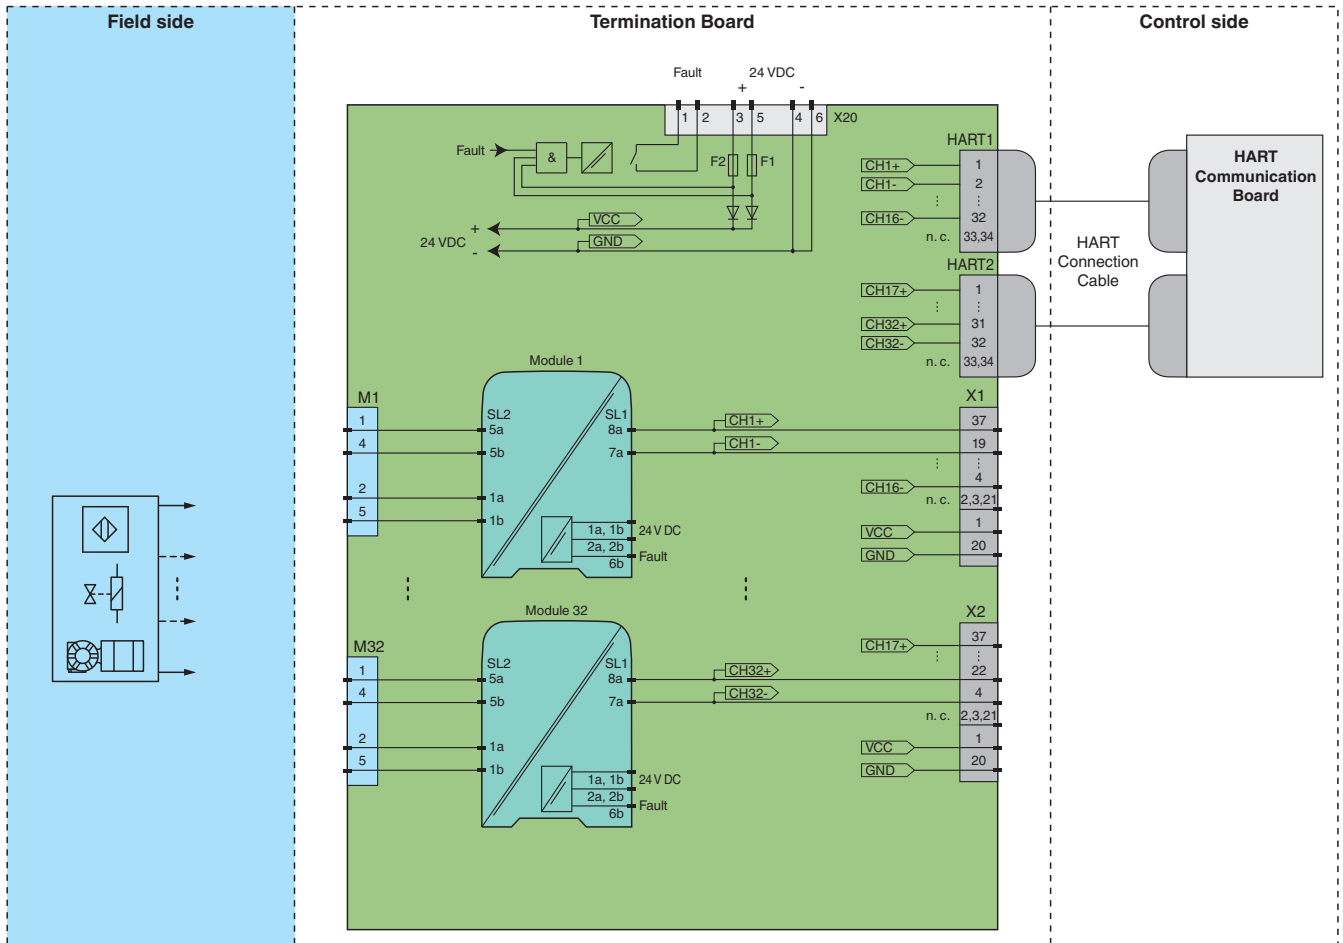 Field side
Termination Board
Control side
Fault 24 VDC
+ -
1 2 3 5 4 6 X20
Fault & F2 F1
VCC
+
24 VDC
GND
-
HART1
CH1+ 1
CH1- 2
⋮ ⋮
CH16- 32
n. c. 33,34
HART2
CH17+ 1
⋮ ⋮
CH32+ 31
CH32- 32
n. c. 33,34
HART
Connection
Cable
HART
Communication
Board
Module 1
M1
1
4
2
5
SL2 SL1
5a 8a
5b 7a
1a
1b
1a, 1b 24 V DC
2a, 2b
Fault
6b
CH1+
CH1-
X1
37
19
⋮ ⋮
4
CH16-
n. c. 2,3,21
VCC 1
GND 20
Module 32
M32
1
4
2
5
SL2 SL1
5a 8a
5b 7a
1a
1b
1a, 1b 24 V DC
2a, 2b
Fault
6b
CH32+
CH32-
X2
37
CH17+
⋮ ⋮
22
4
n. c. 2,3,21
VCC 1
GND 20